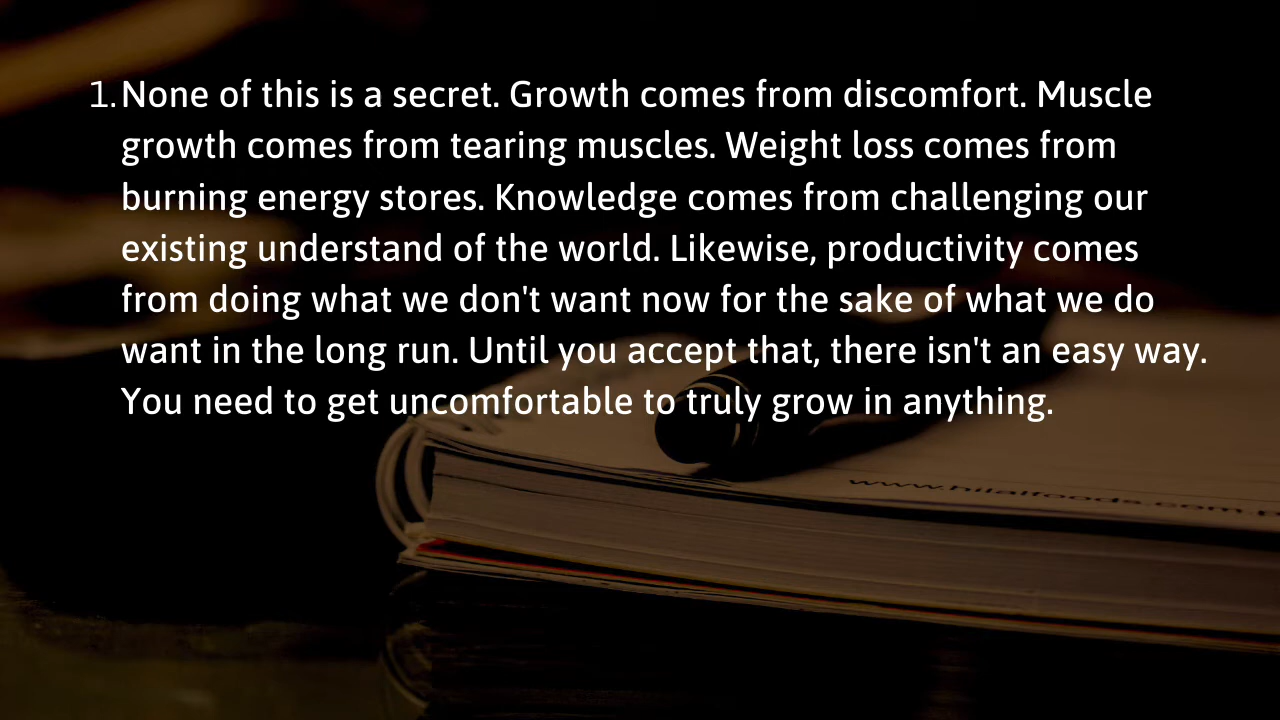 1. None of this is a secret. Growth comes from discomfort. Muscle
growth comes from tearing muscles. Weight loss comes from
burning energy stores. Knowledge comes from challenging our
existing understand of the world. Likewise, productivity comes
from doing what we don't want now for the sake of what we do
want in the long run. Until you accept that, there isn't an easy way.
You need to get uncomfortable to truly grow in anything.
www.hilalfoods.com.p